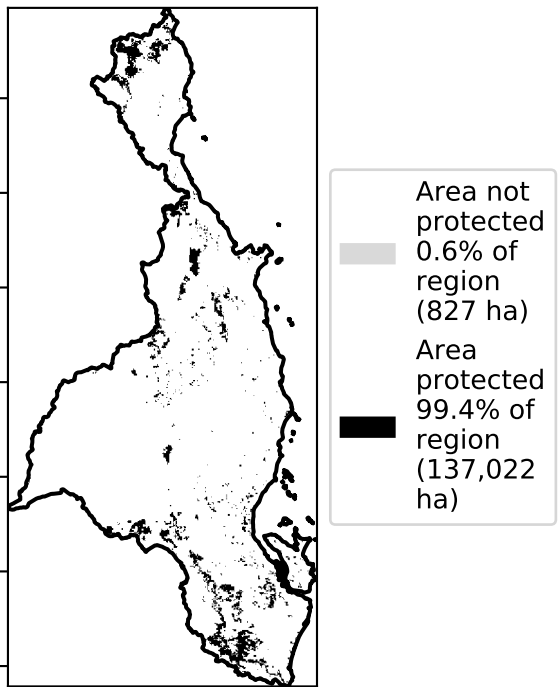 Area not
protected
0.6% of
region
(827 ha)
Area
protected
99.4% of
region
(137,022
ha)